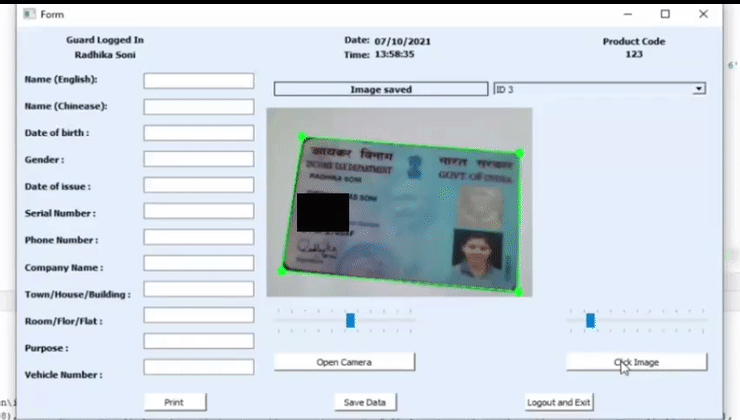 Form
Guard Logged In
Radhika Soni
Date: 07/10/2021
Time: 13:58:35
Product Code
123
6'
Name (English):
Name (Chinease):
Date of birth :
Gender :
Date of issue :
Serial Number :
Phone Number :
Company Name :
Town/House/Building :
Room/Flor/Flat :
Purpose :
Vehicle Number :
Image saved
ID 3
आयकर विभाग
INCOME TAX DEPARTMENT
RADHIKA SONI
SONI
भारत सरकार
GOVT. OF INDIA
Open Camera
Click Image
Print
Save Data
Logout and Exit